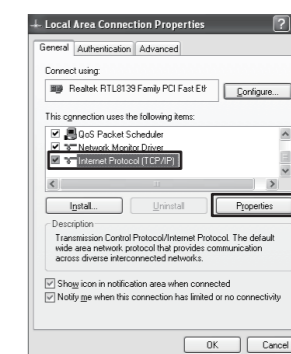 Local Area Connection Properties
?
General Authentication Advanced
Connect using:
Realtek RTL8139 Family PCI Fast Eth
Configure...
This connection uses the following items:
QoS Packet Scheduler
Network Monitor Driver
Internet Protocol (TCP/IP)
Install... Uninstall Properties
Description
Transmission Control Protocol/Internet Protocol. The default
wide area network protocol that provides communication
across diverse interconnected networks.
Show icon in notification area when connected
Notify me when this connection has limited or no connectivity
OK Cancel